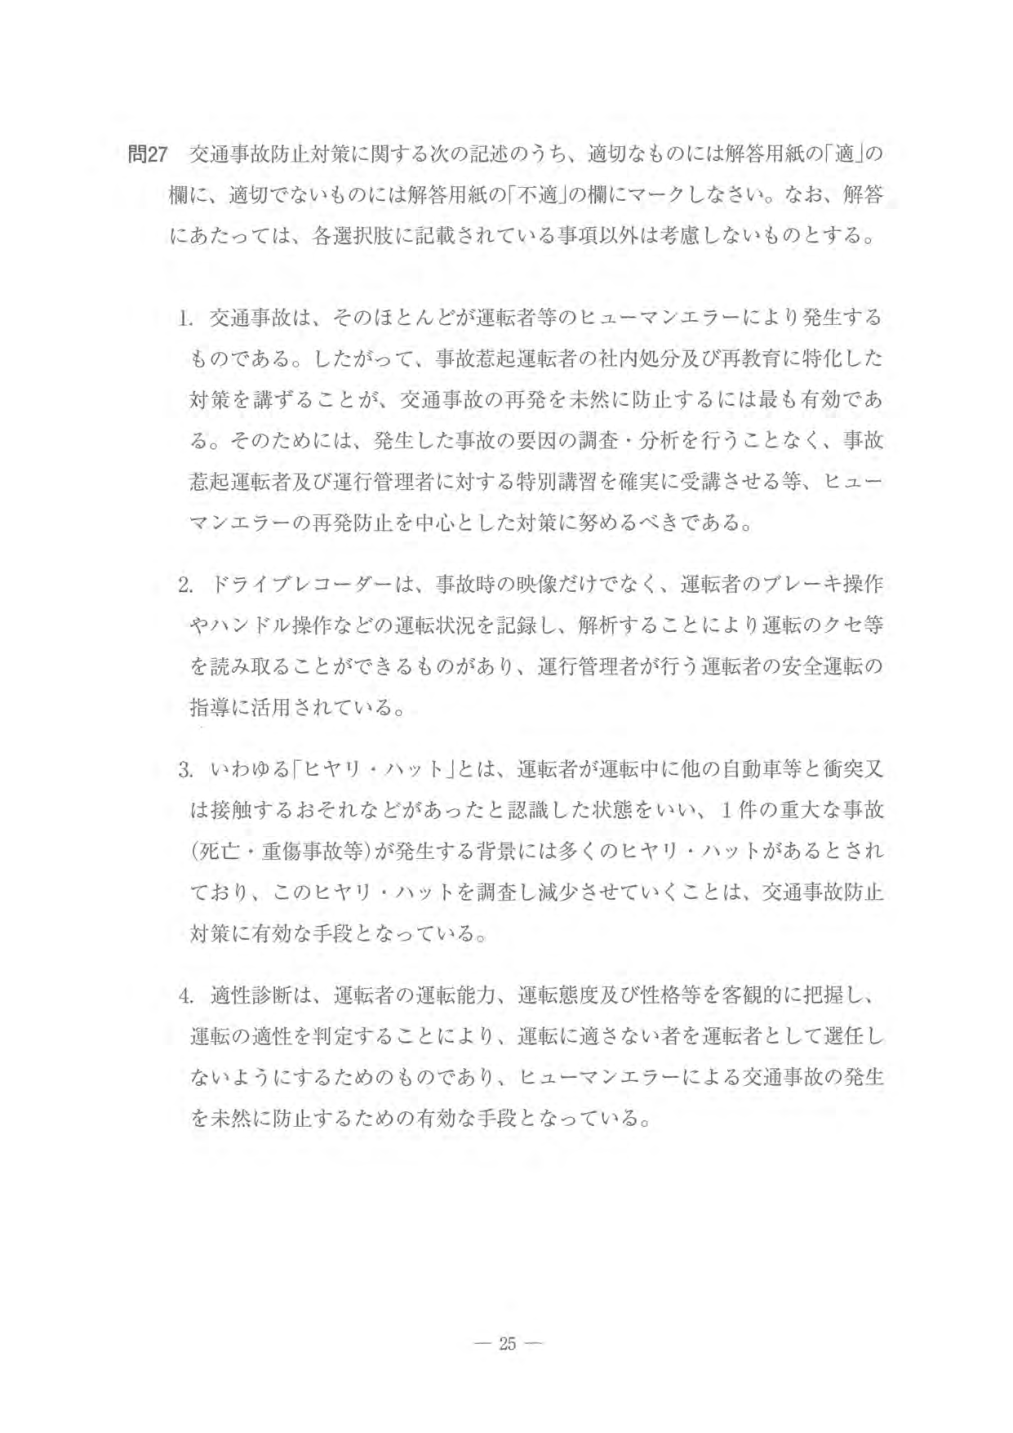 問27　交通事故防止対策に関する次の記述のうち、適切なものには解答用紙の「適」の
欄に、適切でないものには解答用紙の「不適」の欄にマークしなさい。なお、解答
にあたっては、各選択肢に記載されている事項以外は考慮しないものとする。
1. 交通事故は、そのほとんどが運転者等のヒューマンエラーにより発生する
ものである。したがって、事故惹起運転者の社内処分及び再教育に特化した
対策を講ずることが、交通事故の再発を未然に防止するには最も有効であ
る。そのためには、発生した事故の要因の調査・分析を行うことなく、事故
惹起運転者及び運行管理者に対する特別講習を確実に受講させる等、ヒュー
マンエラーの再発防止を中心とした対策に努めるべきである。
2. ドライブレコーダーは、事故時の映像だけでなく、運転者のブレーキ操作
やハンドル操作などの運転状況を記録し、解析することにより運転のクセ等
を読み取ることができるものがあり、運行管理者が行う運転者の安全運転の
指導に活用されている。
3. いわゆる「ヒヤリ・ハット」とは、運転者が運転中に他の自動車等と衝突又
は接触するおそれなどがあったと認識した状態をいい、1件の重大な事故
(死亡・重傷事故等)が発生する背景には多くのヒヤリ・ハットがあるとされ
ており、このヒヤリ・ハットを調査し減少させていくことは、交通事故防止
対策に有効な手段となっている。
4. 適性診断は、運転者の運転能力、運転態度及び性格等を客観的に把握し、
運転の適性を判定することにより、運転に適さない者を運転者として選任し
ないようにするためのものであり、ヒューマンエラーによる交通事故の発生
を未然に防止するための有効な手段となっている。
— 25 —